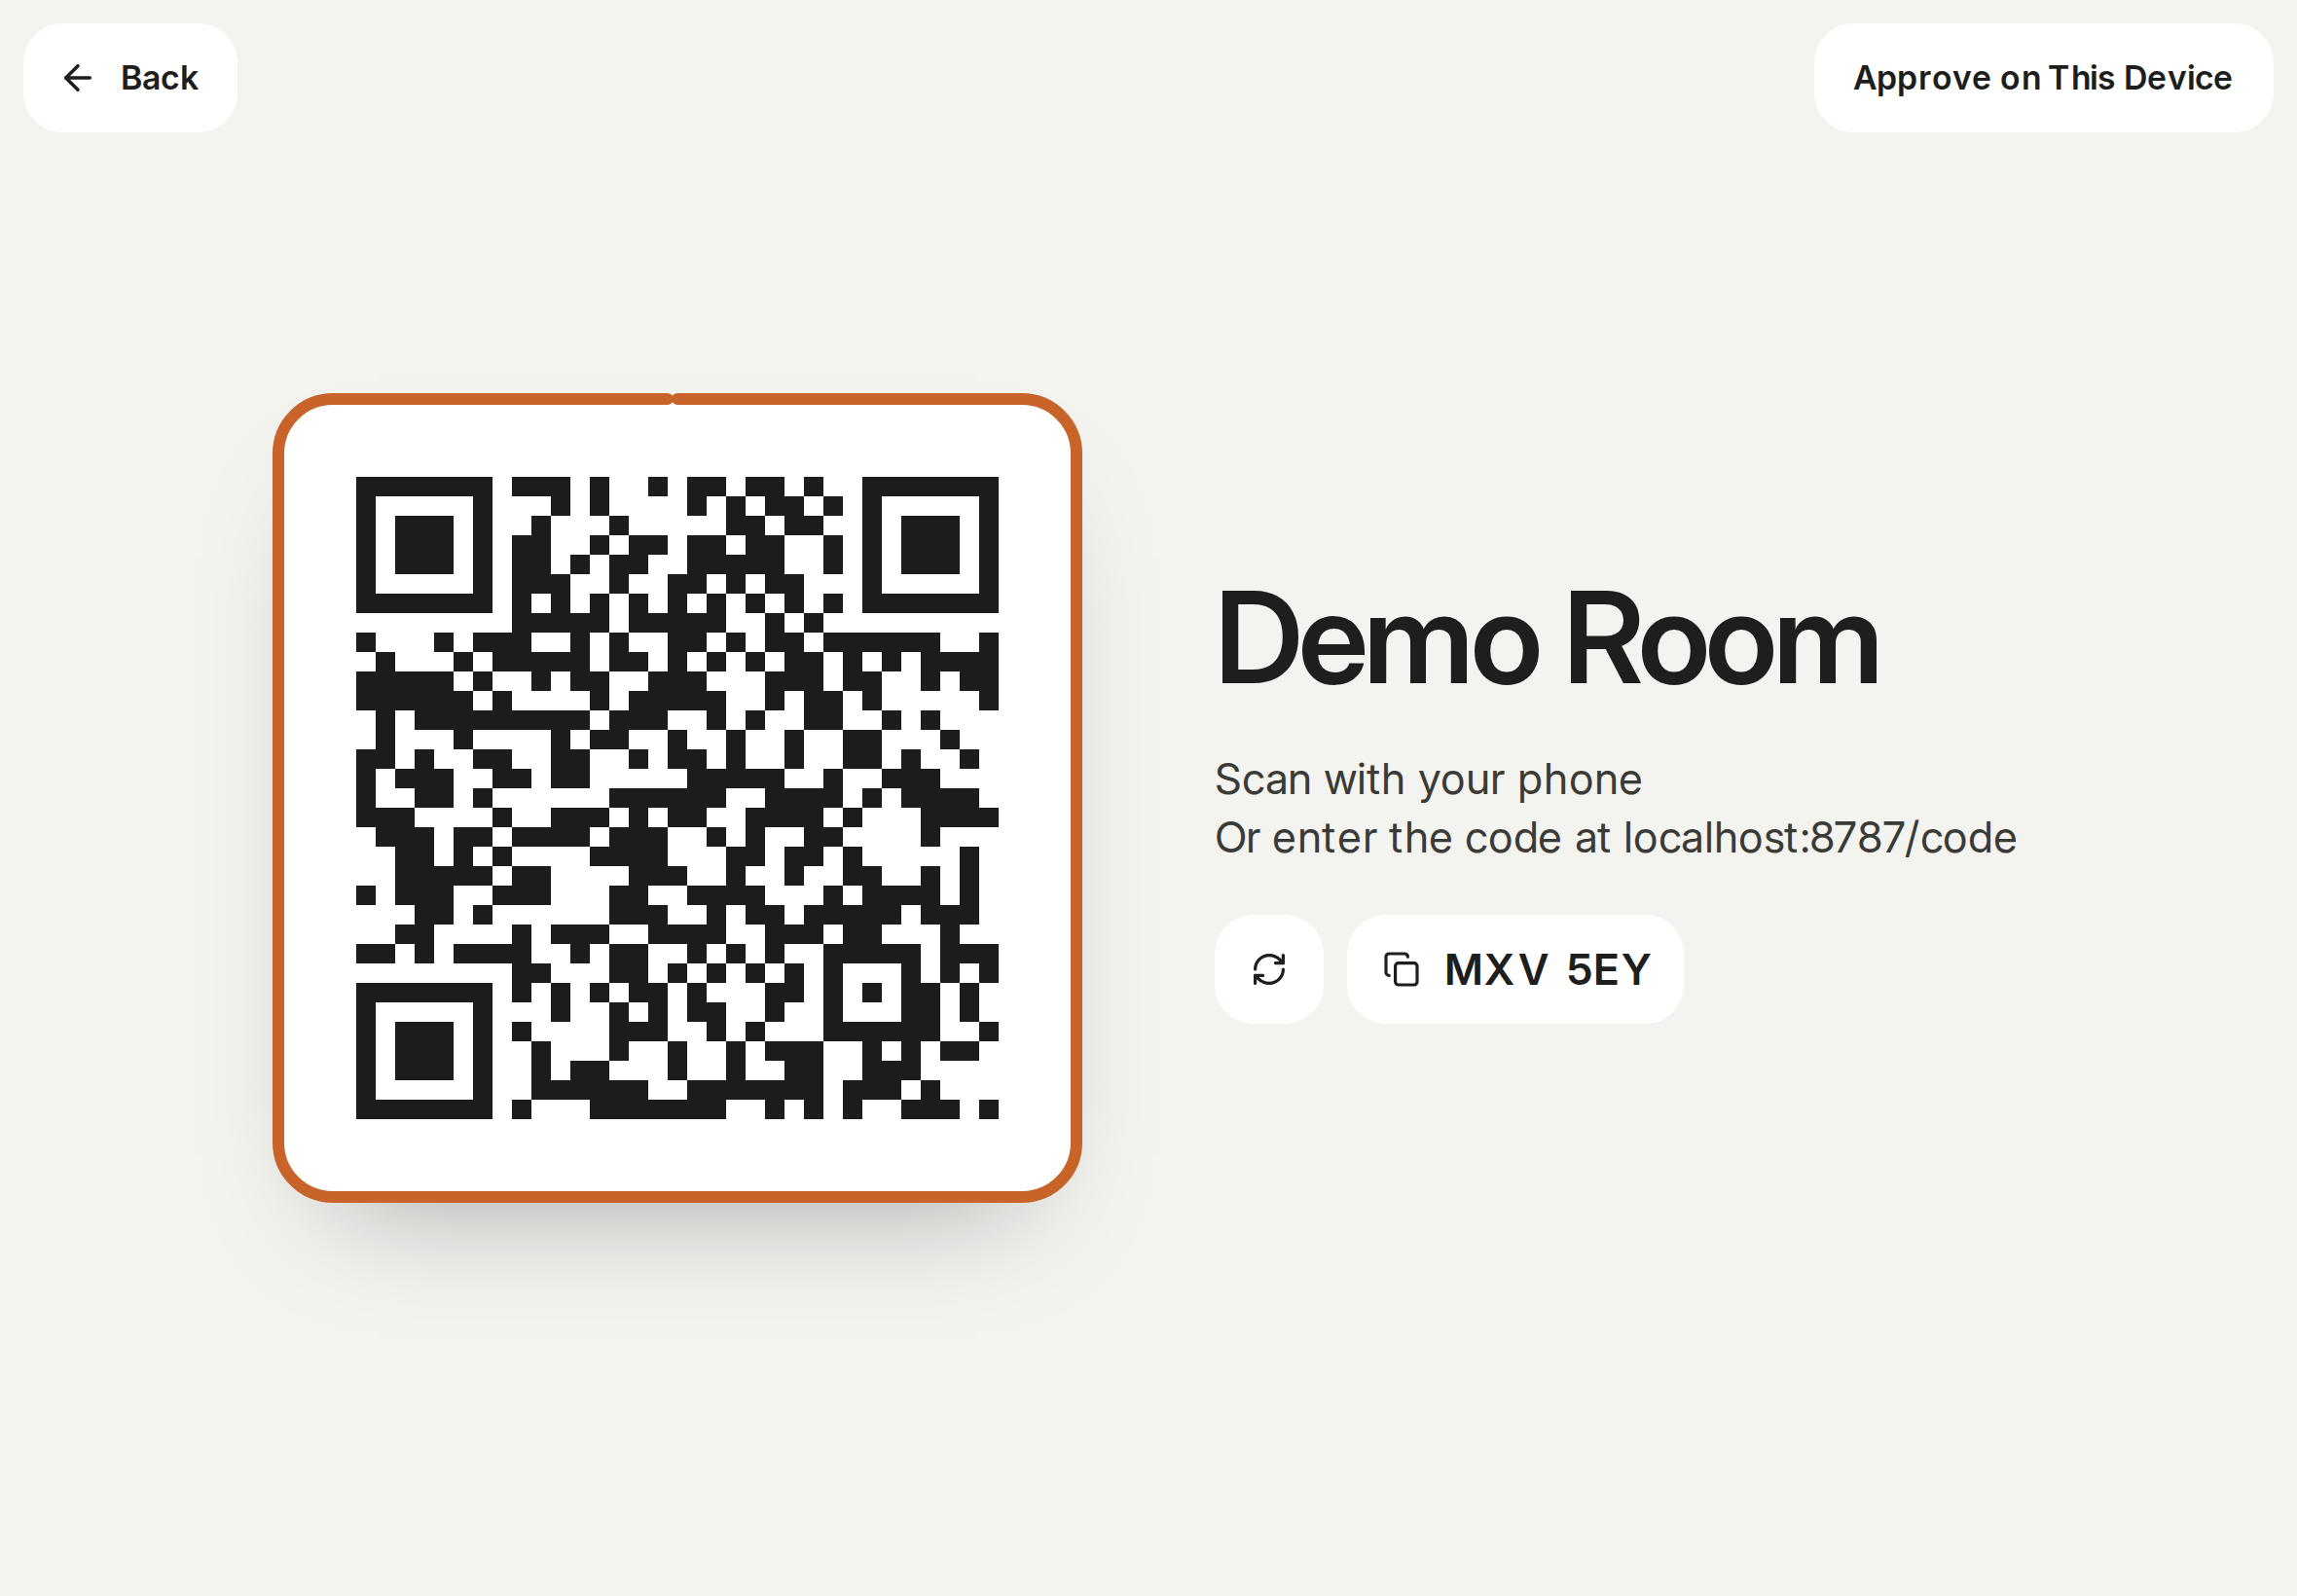 Back
Approve on This Device
Demo Room
Scan with your phone
Or enter the code at localhost:8787/code
MXV 5EY